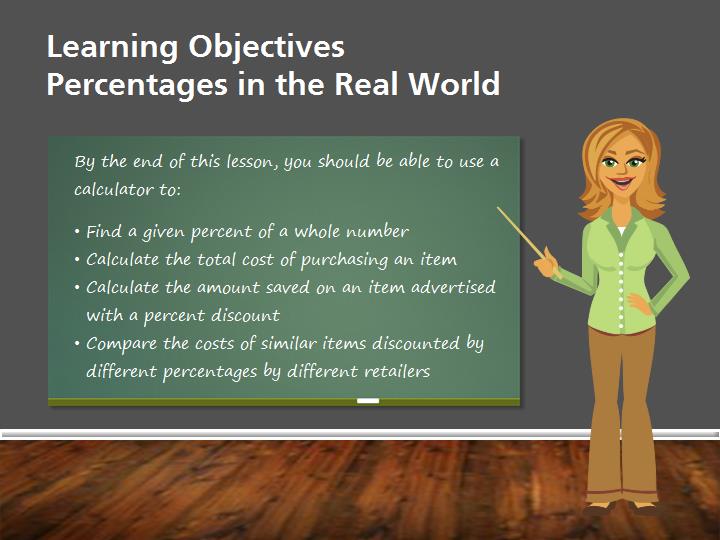 Learning Objectives
Percentages in the Real World
By the end of this lesson, you should be able to use a
calculator to:
• Find a given percent of a whole number
• Calculate the total cost of purchasing an item
• Calculate the amount saved on an item advertised
with a percent discount
• Compare the costs of similar items discounted by
different percentages by different retailers